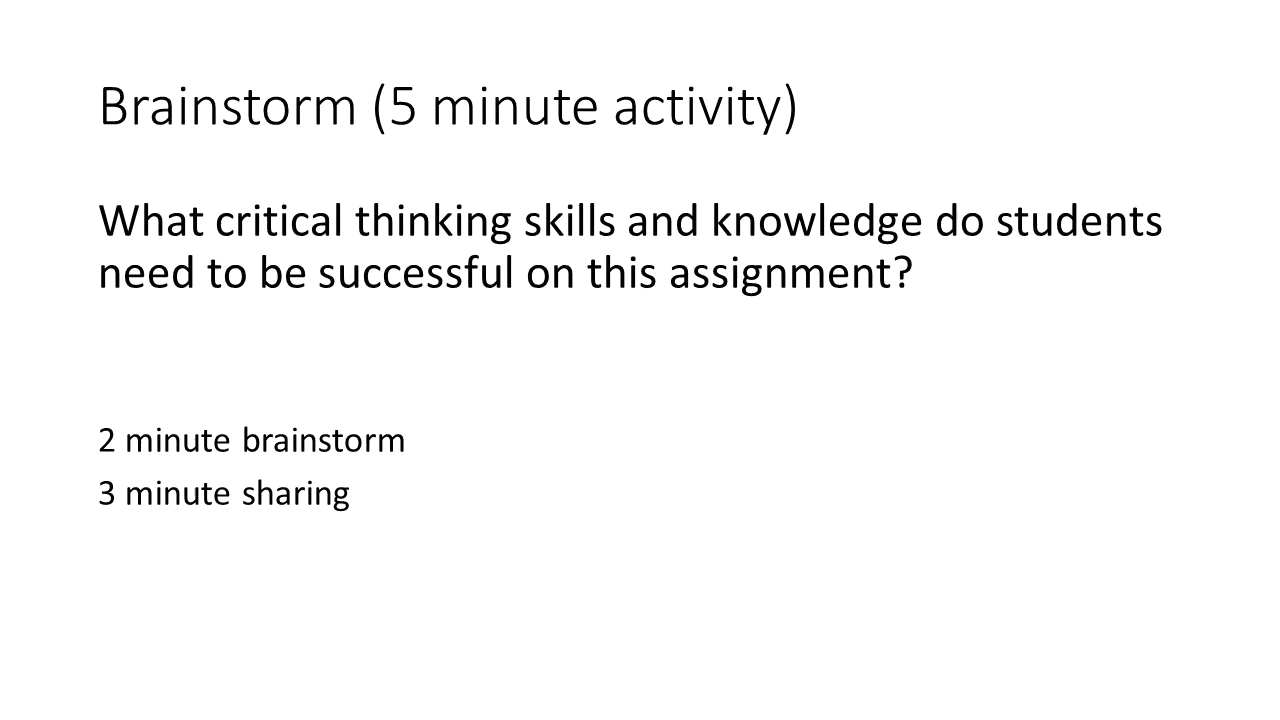 Brainstorm (5 minute activity)
What critical thinking skills and knowledge do students
need to be successful on this assignment?
2 minute brainstorm
3 minute sharing